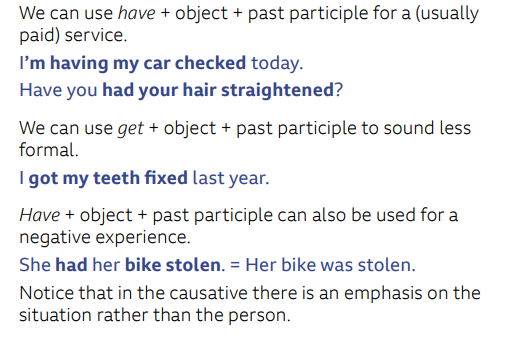 We can use have + object + past participle for a (usually
paid) service.
I'm having my car checked today.
Have you had your hair straightened?
We can use get + object + past participle to sound less
formal.
I got my teeth fixed last year.
Have + object + past participle can also be used for a
negative experience.
She had her bike stolen. = Her bike was stolen.
Notice that in the causative there is an emphasis on the
situation rather than the person.